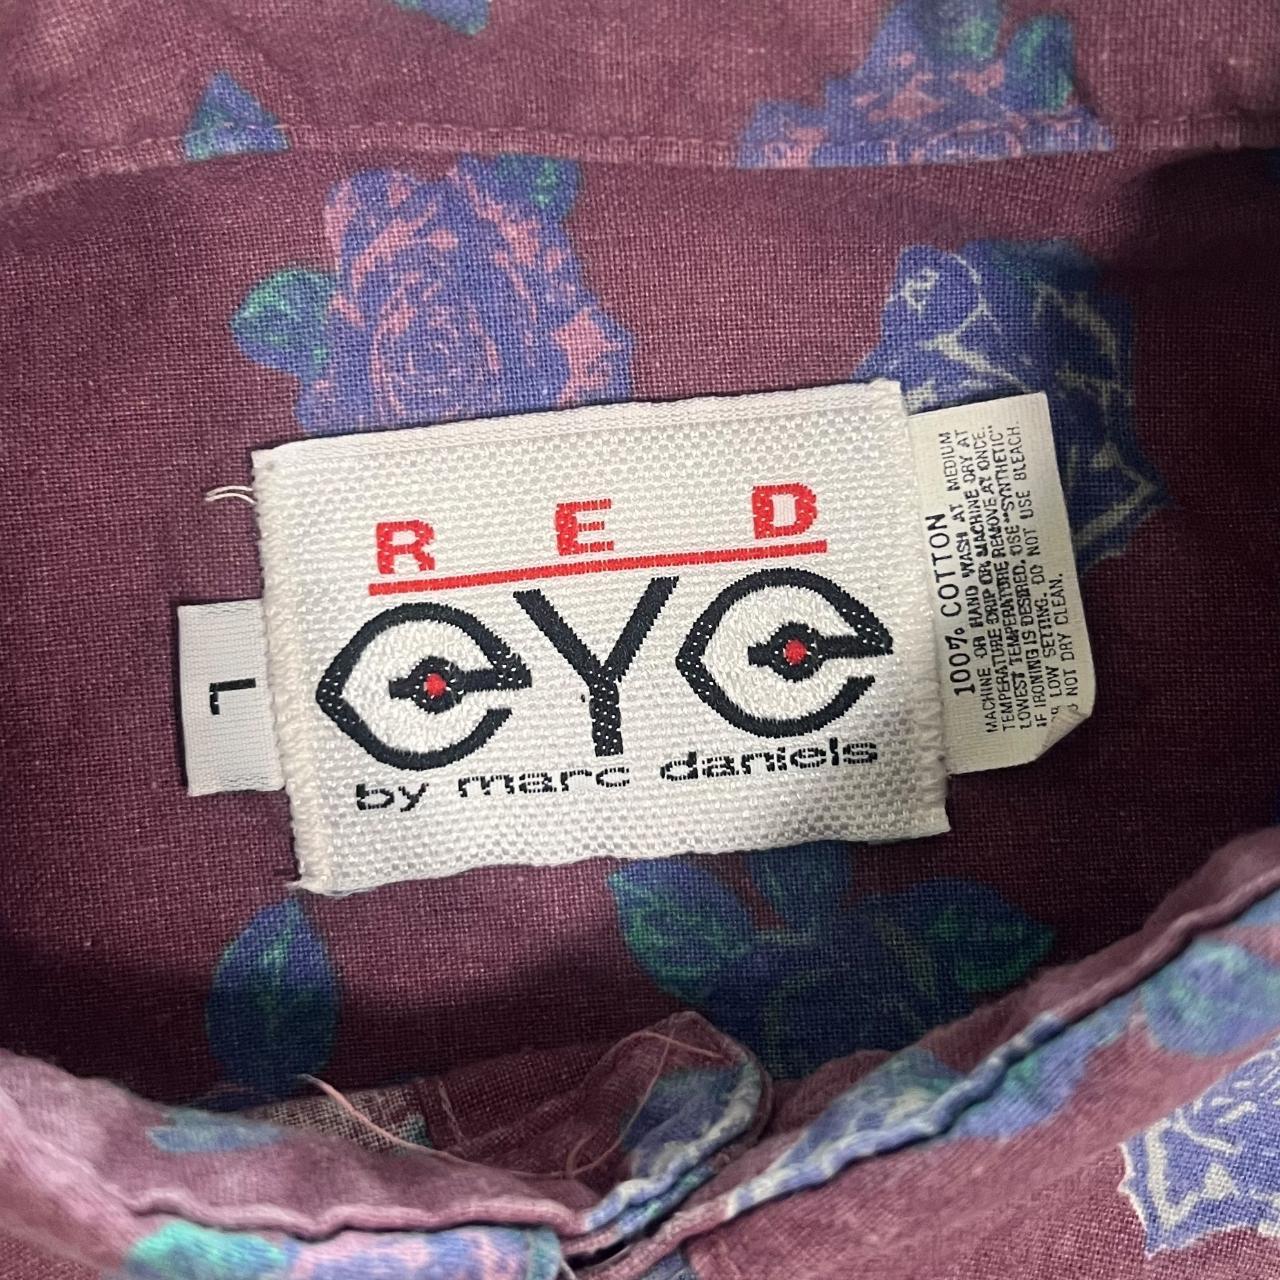 RED
eye
by marc daniels
L
100% COTTON
MACHINE OR HAND WASH AT MEDIUM
TEMPERATURE DRIP OR MACHINE DRY AT
LOWEST TEMPERATURE. REMOVE AT ONCE.
IF IRONING IS DESIRED, USE "SYNTHETIC"
OR LOW SETTING. DO NOT USE BLEACH.
NOT DRY CLEAN.